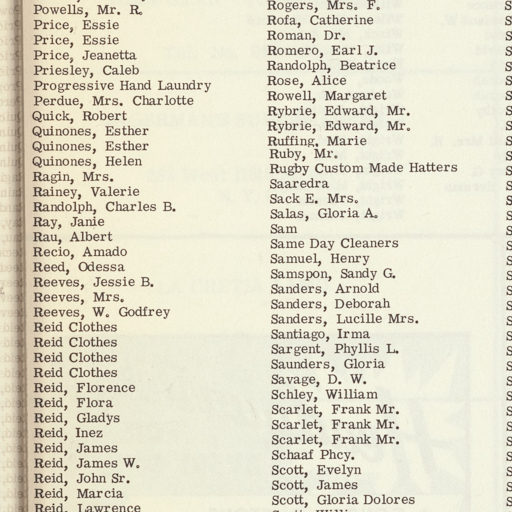 Powells, Mr. R.
Price, Essie
Price, Essie
Price, Jeanetta
Priesley, Caleb
Progressive Hand Laundry
Perdue, Mrs. Charlotte
Quick, Robert
Quinones, Esther
Quinones, Esther
Quinones, Helen
Ragin, Mrs.
Rainey, Valerie
Randolph, Charles B.
Ray, Janie
Rau, Albert
Recio, Amado
Reed, Odessa
Reeves, Jessie B.
Reeves, Mrs.
Reeves, W. Godfrey
Reid Clothes
Reid Clothes
Reid Clothes
Reid Clothes
Reid, Florence
Reid, Flora
Reid, Gladys
Reid, Inez
Reid, James
Reid, James W.
Reid, John Sr.
Reid, Marcia
Reid, Lawrence
Rogers, Mrs. F.
Rofa, Catherine
Roman, Dr.
Romero, Earl J.
Randolph, Beatrice
Rose, Alice
Rowell, Margaret
Rybrie, Edward, Mr.
Rybrie, Edward, Mr.
Ruffing, Marie
Ruby, Mr.
Rugby Custom Made Hatters
Saaredra
Sack E. Mrs.
Salas, Gloria A.
Sam
Same Day Cleaners
Samuel, Henry
Samspon, Sandy G.
Sanders, Arnold
Sanders, Deborah
Sanders, Lucille Mrs.
Santiago, Irma
Sargent, Phyllis L.
Saunders, Gloria
Savage, D. W.
Schley, William
Scarlet, Frank Mr.
Scarlet, Frank Mr.
Scarlet, Frank Mr.
Schaaf Phcy.
Scott, Evelyn
Scott, James
Scott, Gloria Dolores